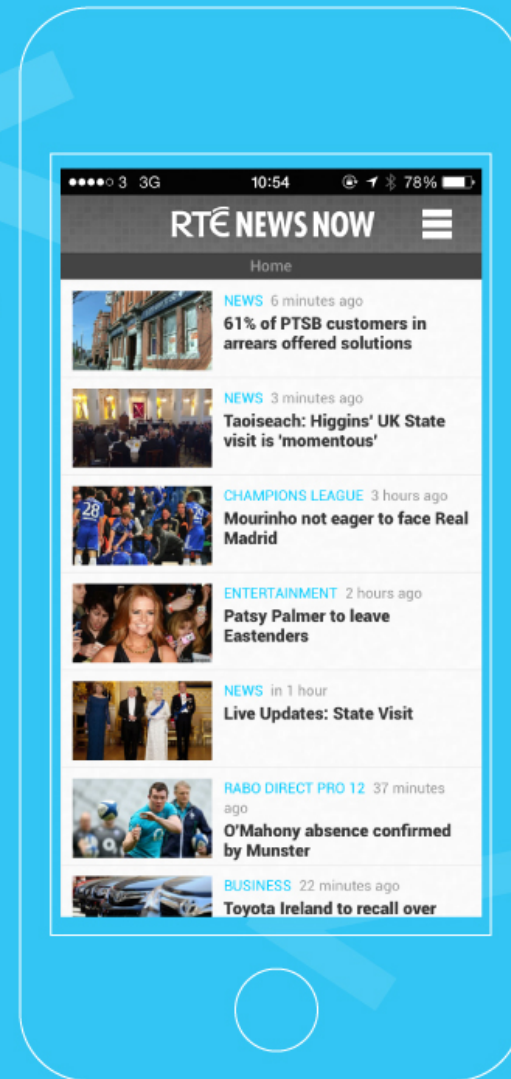 3 3G 10:54 78%
RTÉ NEWS NOW
Home
NEWS 6 minutes ago
61% of PTSB customers in
arrears offered solutions
NEWS 3 minutes ago
Taoiseach: Higgins' UK State
visit is 'momentous'
CHAMPIONS LEAGUE 3 hours ago
Mourinho not eager to face Real
Madrid
28
ENTERTAINMENT 2 hours ago
Patsy Palmer to leave
Eastenders
NEWS in 1 hour
Live Updates: State Visit
RABO DIRECT PRO 12 37 minutes
ago
O'Mahony absence confirmed
by Munster
BUSINESS 22 minutes ago
Toyota Ireland to recall over